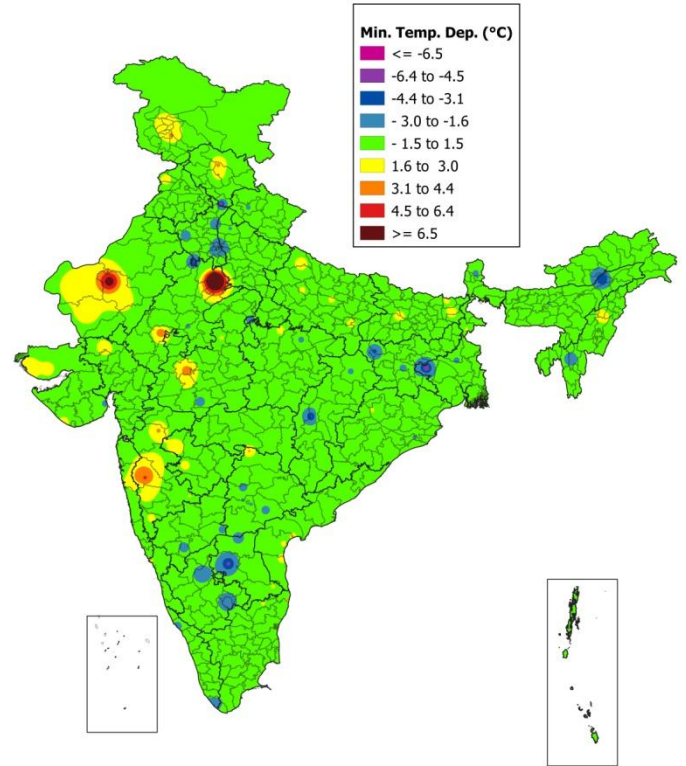 Min. Temp. Dep. (°C)
<= -6.5
-6.4 to -4.5
-4.4 to -3.1
- 3.0 to -1.6
- 1.5 to 1.5
1.6 to 3.0
3.1 to 4.4
4.5 to 6.4
>= 6.5